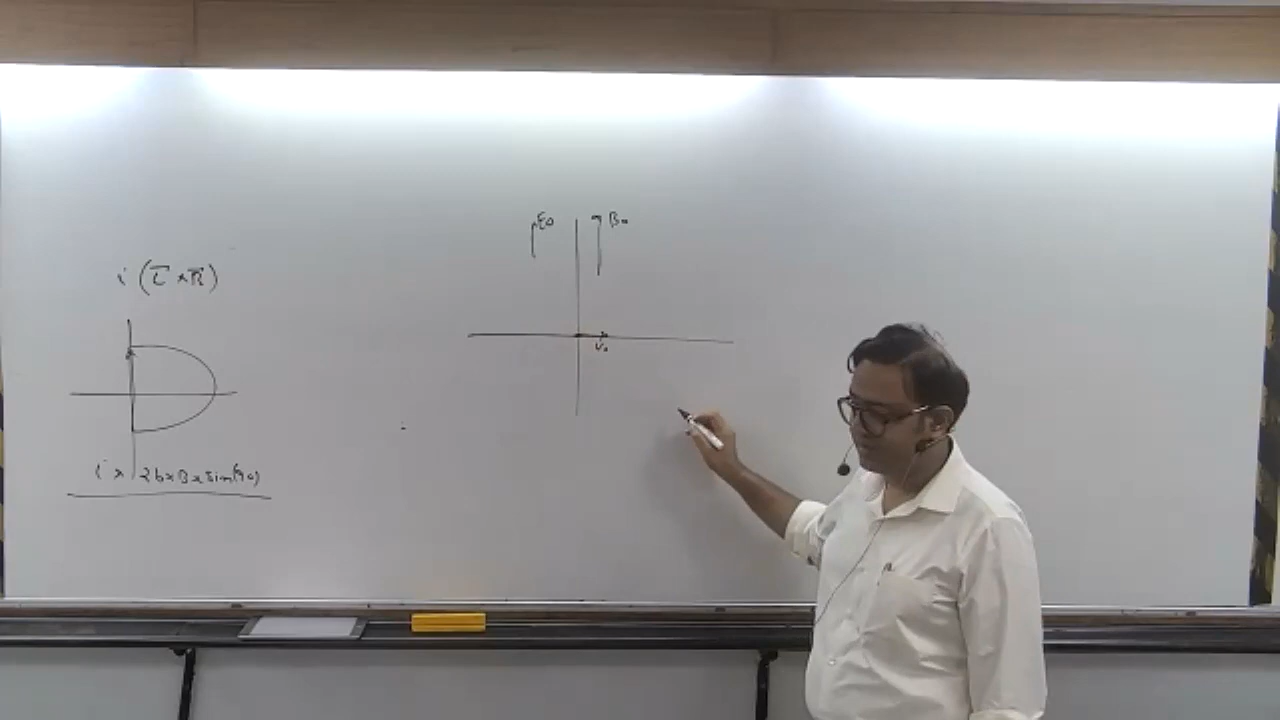 i (L̄ × B̄)
i × 2b × B × sin(90)
E₀
B₀
V₀